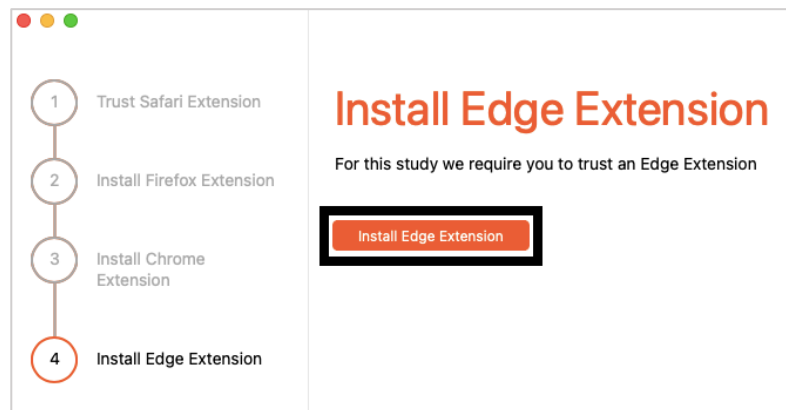 1
Trust Safari Extension
2
Install Firefox Extension
3
Install Chrome
Extension
4
Install Edge Extension
Install Edge Extension
For this study we require you to trust an Edge Extension
Install Edge Extension